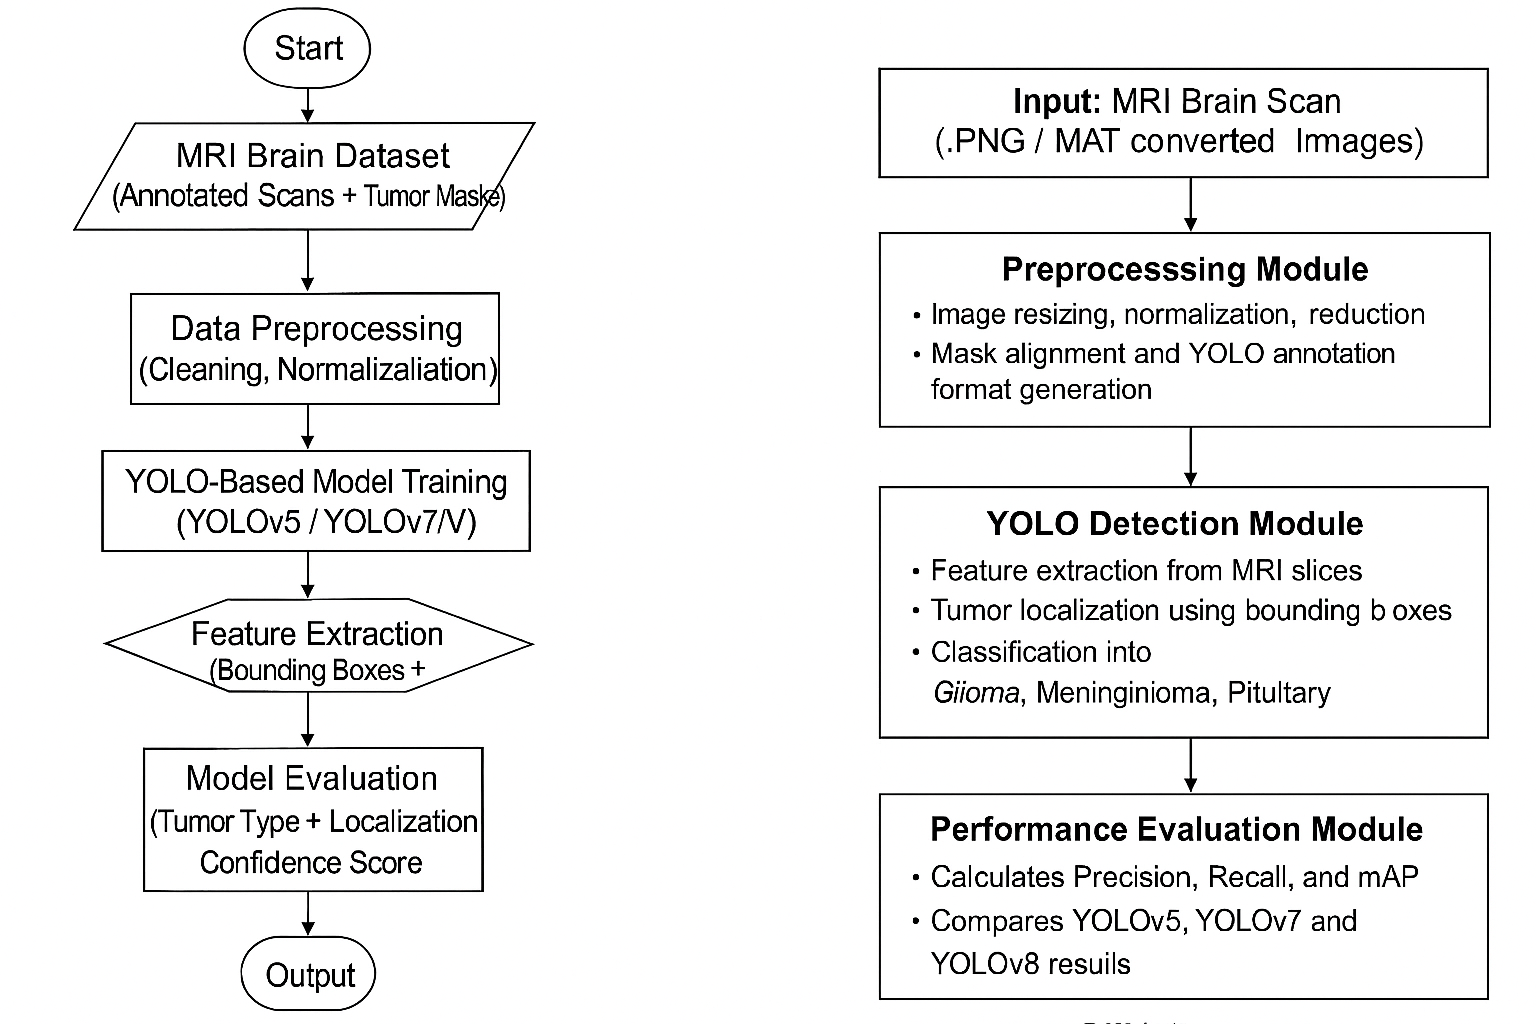 Start
MRI Brain Dataset
(Annotated Scans + Tumor Maske)
Data Preprocessing
(Cleaning, Normalizaliation)
YOLO-Based Model Training
(YOLOv5 / YOLOv7/V)
Feature Extraction
(Bounding Boxes +
Model Evaluation
(Tumor Type + Localization
Confidence Score
Output
Input: MRI Brain Scan
(.PNG / MAT converted Irmages)
Preprocesssing Module
• Image resizing, normalization, reduction
• Mask alignment and YOLO annotation
format generation
YOLO Detection Module
• Feature extraction from MRI slices
• Tumor localization using bounding b oxes
• Classification into
Giioma, Meninginioma, Pitultary
Performance Evaluation Module
• Calculates Precision, Recall, and mAP
• Compares YOLOv5, YOLOv7 and
YOLOv8 resuils